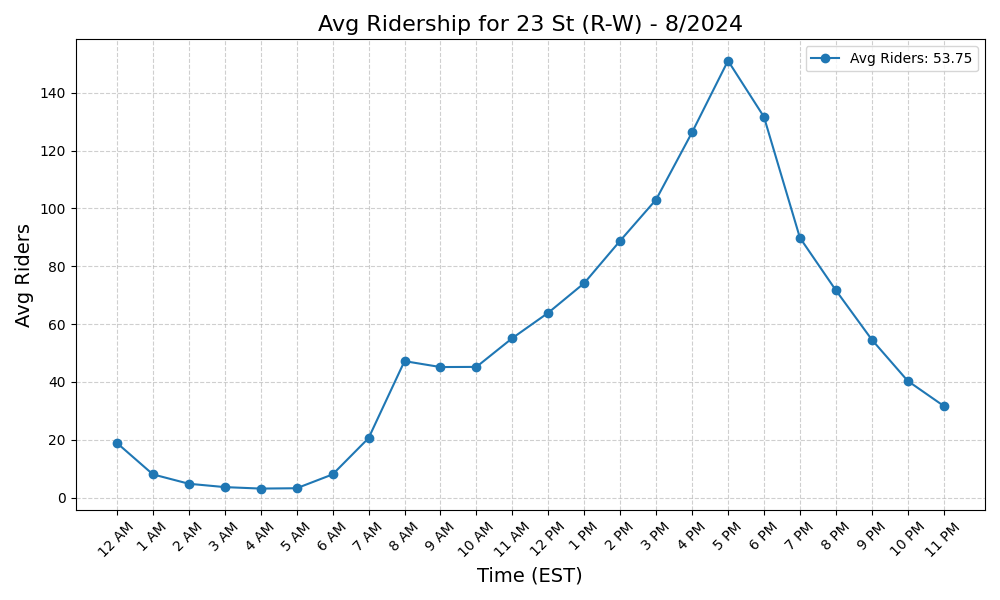 Avg Ridership for 23 St (R-W) - 8/2024
Avg Riders: 53.75
Avg Riders
140
120
100
80
60
40
20
0
12 AM
1 AM
2 AM
3 AM
4 AM
5 AM
6 AM
7 AM
8 AM
9 AM
10 AM
11 AM
12 PM
1 PM
2 PM
3 PM
4 PM
5 PM
6 PM
7 PM
8 PM
9 PM
10 PM
11 PM
Time (EST)